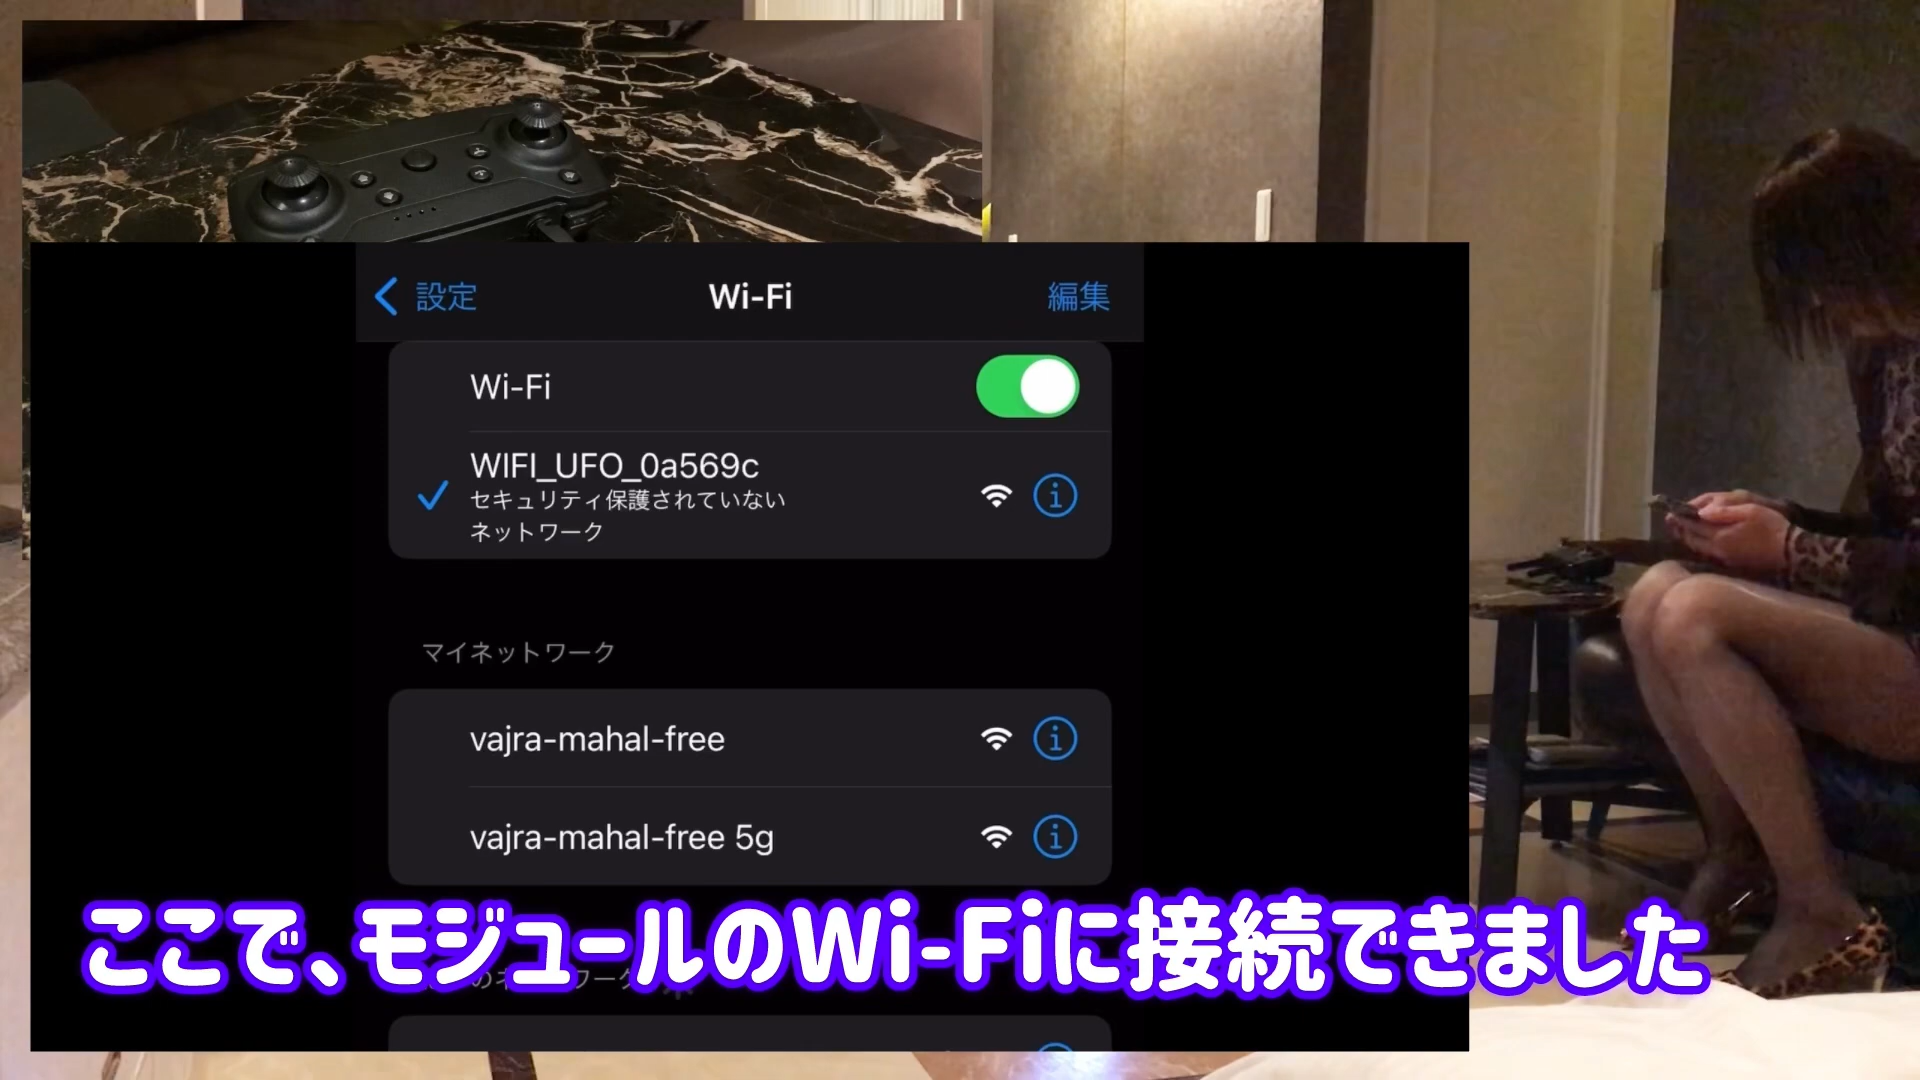 設定
Wi-Fi
編集
Wi-Fi
WIFI_UFO_0a569c
セキュリティ保護されていない
ネットワーク
マイネットワーク
vajra-mahal-free
vajra-mahal-free 5g
ここで、モジュールのWi-Fiに接続できました